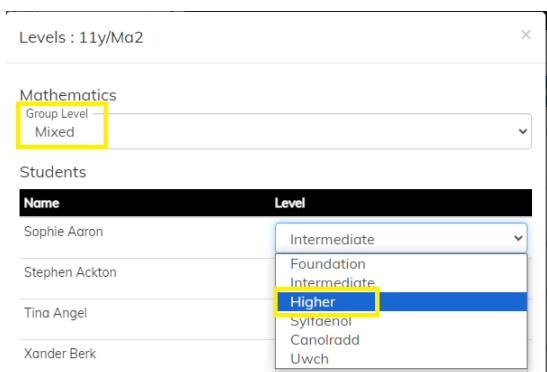 Levels : 11y/Ma2 ×
Mathematics
Group Level
Mixed
Students
Name Level
Sophie Aaron Intermediate
Foundation
Stephen Ackton
Intermediate
Higher
Tina Angel
Sylfaenol
Canolradd
Xander Berk
Uwch